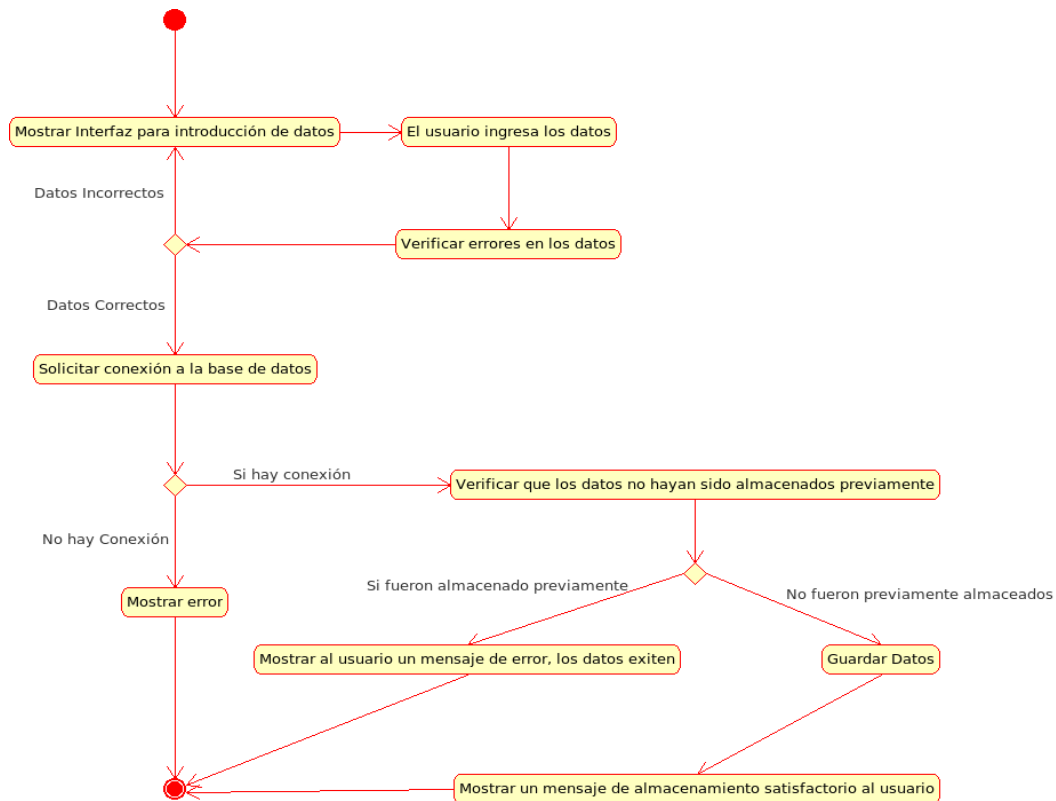 Mostrar Interfaz para introducción de datos
El usuario ingresa los datos
Datos Incorrectos
Verificar errores en los datos
Datos Correctos
Solicitar conexión a la base de datos
Si hay conexión
Verificar que los datos no hayan sido almacenados previamente
No hay Conexión
Si fueron almacenado previamente
No fueron previamente almaceados
Mostrar error
Mostrar al usuario un mensaje de error, los datos exiten
Guardar Datos
Mostrar un mensaje de almacenamiento satisfactorio al usuario